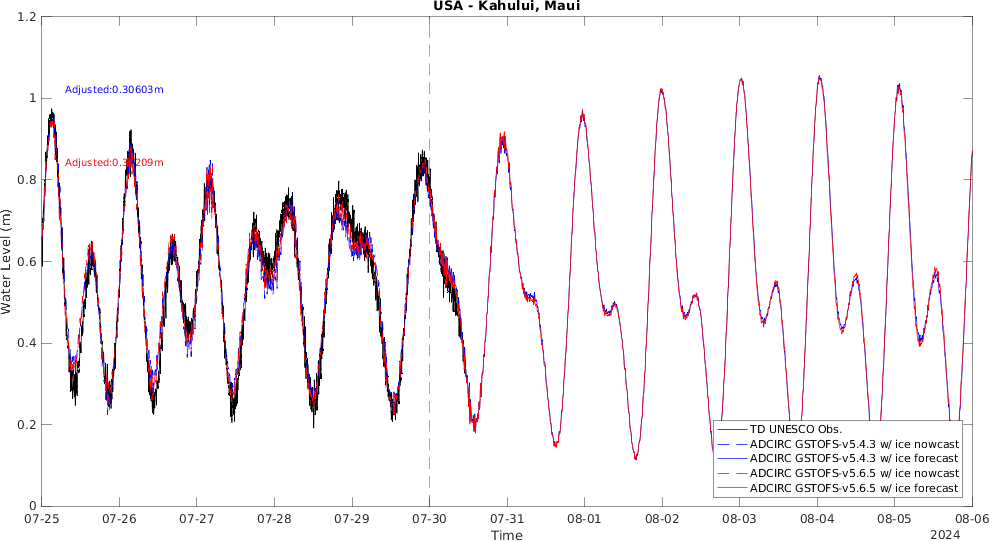 USA - Kahului, Maui
1.2
1
0.8
0.6
0.4
0.2
0
Water Level (m)
Adjusted:0.30603m
TD UNESCO Obs.
ADCIRC GSTOFS-v5.4.3 w/ ice nowcast
ADCIRC GSTOFS-v5.4.3 w/ ice forecast
ADCIRC GSTOFS-v5.6.5 w/ ice nowcast
ADCIRC GSTOFS-v5.6.5 w/ ice forecast
07-25 07-26 07-27 07-28 07-29 07-30 07-31 08-01 08-02 08-03 08-04 08-05 08-06
Time
2024